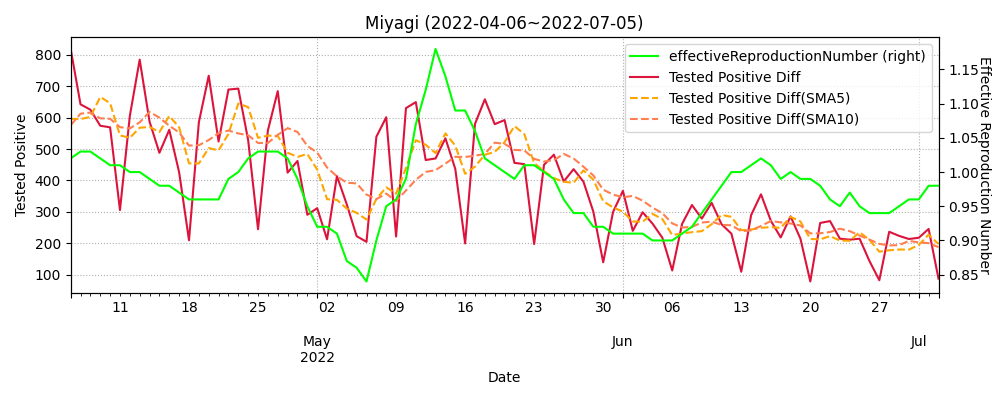 Miyagi (2022-04-06~2022-07-05)
effectiveReproductionNumber (right)
Tested Positive Diff
Tested Positive Diff(SMA5)
Tested Positive Diff(SMA10)
Tested Positive
800
700
600
500
400
300
200
100
1.15
1.10
1.05
1.00
0.95
0.90
0.85
Effective Reproduction Number
11 18 25 02 09 16 23 30 06 13 20 27
May Jun Jul
2022
Date